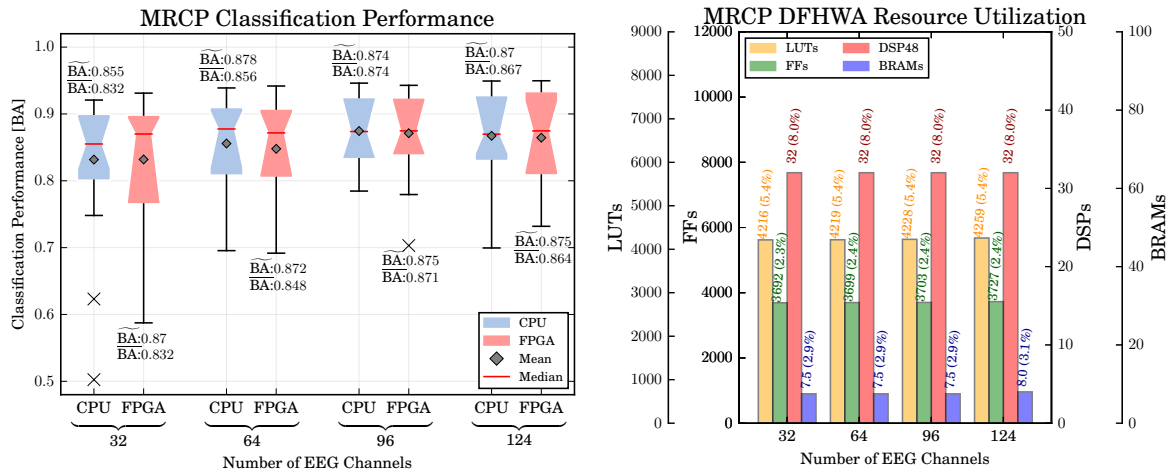 MRCP Classification Performance
Classification Performance [BA]
1.0
0.9
0.8
0.7
0.6
0.5
BA:0.855
BA:0.832
BA:0.87
BA:0.832
BA:0.878
BA:0.856
BA:0.872
BA:0.848
BA:0.874
BA:0.874
BA:0.875
BA:0.871
BA:0.87
BA:0.867
BA:0.875
BA:0.864
CPU
FPGA
Mean
Median
CPU FPGA CPU FPGA CPU FPGA CPU FPGA
32 64 96 124
Number of EEG Channels
MRCP DFHWA Resource Utilization
LUTs
9000
8000
7000
6000
5000
4000
3000
2000
1000
0
FFs
12000
10000
8000
6000
4000
2000
0
LUTs DSP48
FFs BRAMs
4216 (5.4%)
3692 (2.3%)
32 (8.0%)
7.5 (2.9%)
4219 (5.4%)
3699 (2.4%)
32 (8.0%)
7.5 (2.9%)
4228 (5.4%)
3703 (2.4%)
32 (8.0%)
7.5 (2.9%)
4259 (5.4%)
3727 (2.4%)
32 (8.0%)
8.0 (3.1%)
32 64 96 124
Number of EEG Channels
DSPs
50
40
30
20
10
0
BRAMs
100
80
60
40
20
0